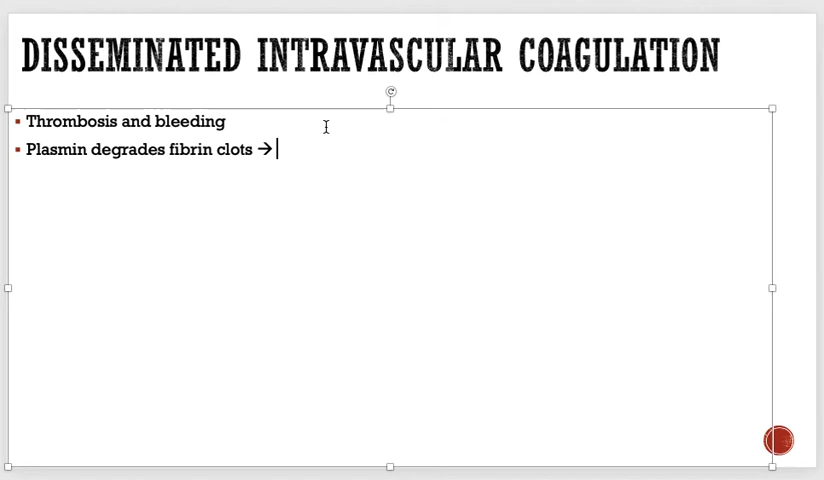 DISSEMINATED INTRAVASCULAR COAGULATION
▪ Thrombosis and bleeding
▪ Plasmin degrades fibrin clots →